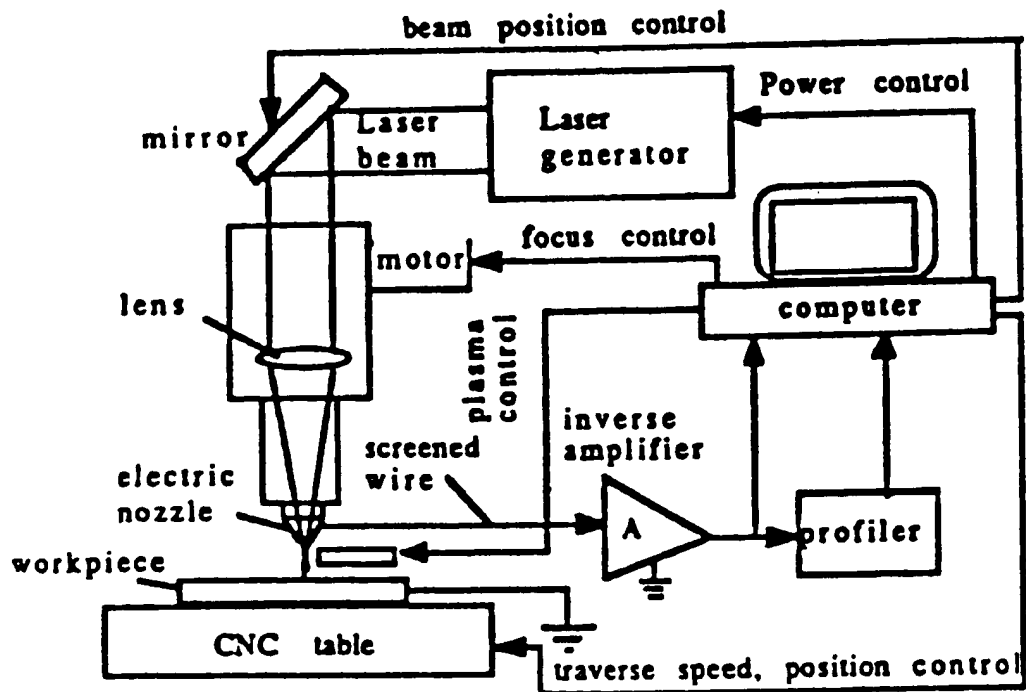 beam position control
Power control
mirror
Laser
beam
Laser
generator
focus control
motor
lens
computer
plasma
control
inverse
amplifier
screened
wire
electric
nozzle
A
profiler
workpiece
CNC table
traverse speed, position control